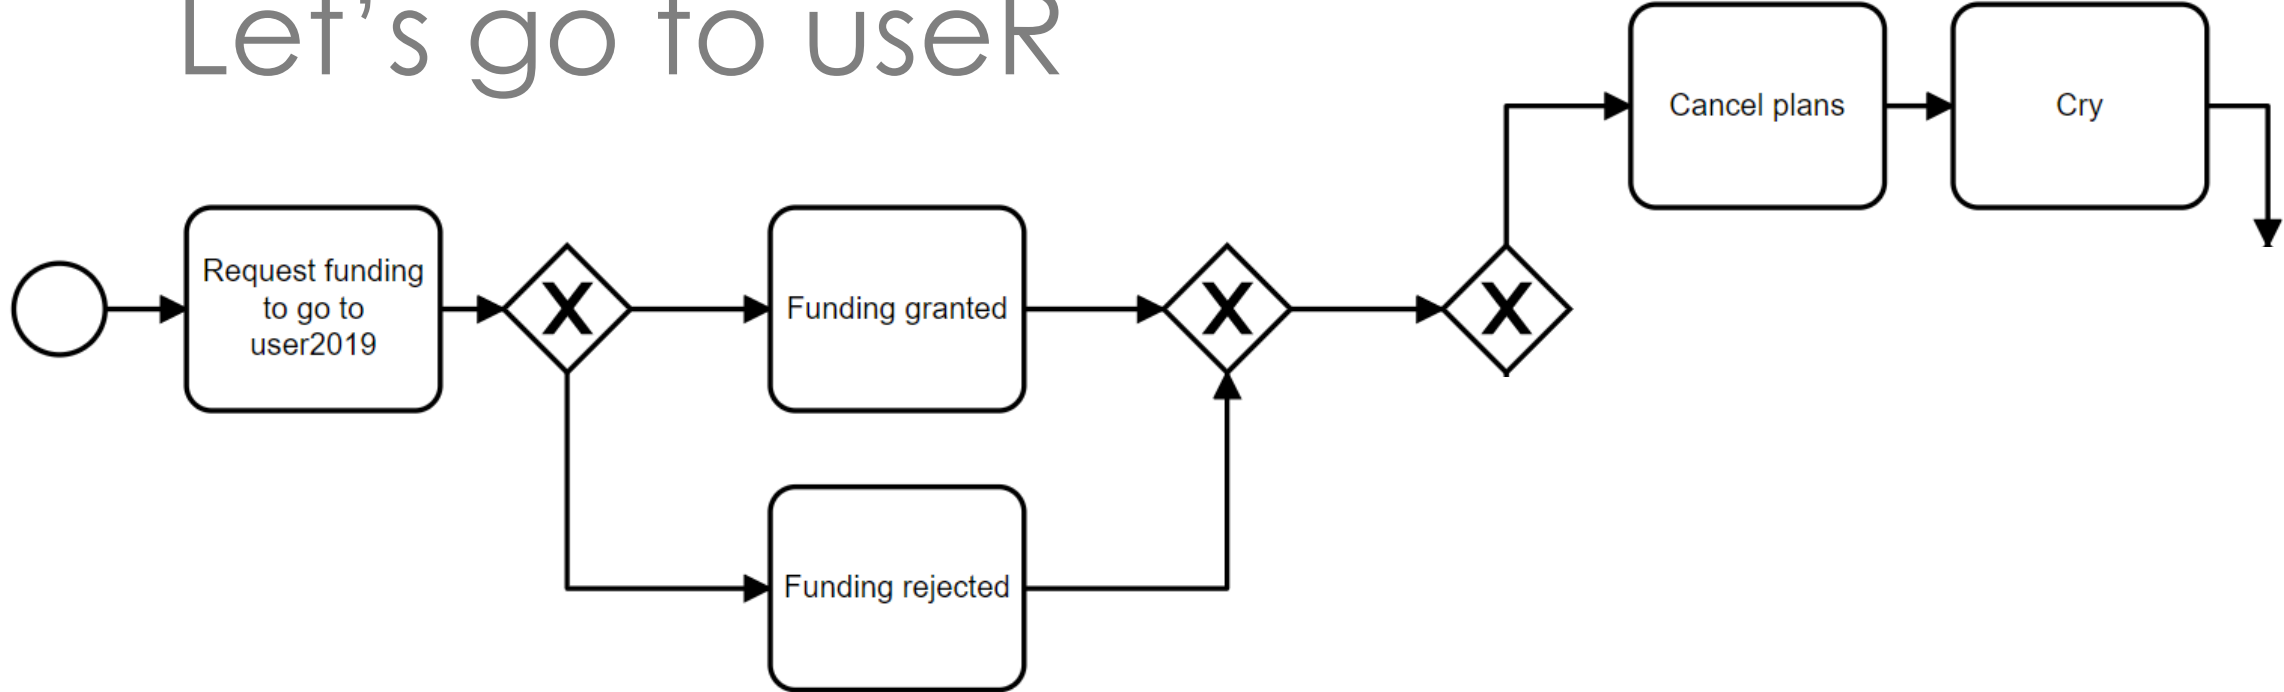 Let's go to useR
Cancel plans
Cry
Request funding
to go to
user2019
X
Funding granted
X
X
Funding rejected